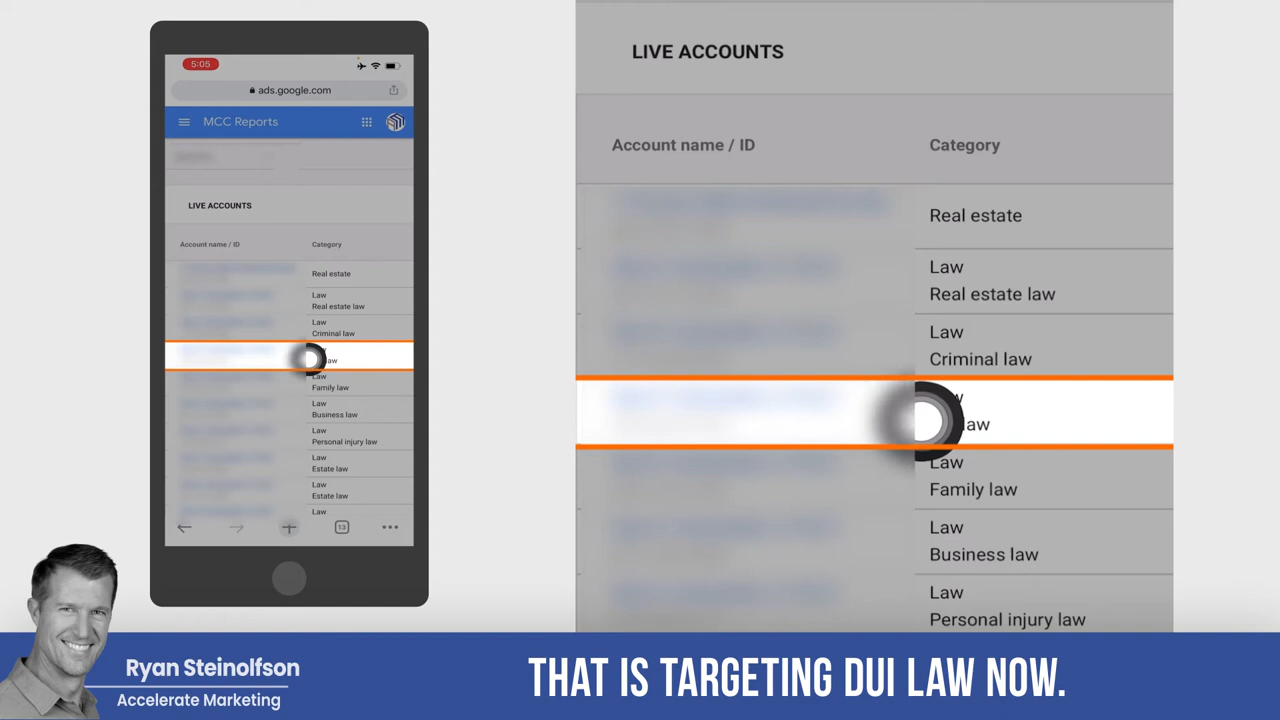 5:05
ads.google.com
MCC Reports
LIVE ACCOUNTS
Account name / ID Category
Real estate
Law
Real estate law
Law
Criminal law
law
Law
Family law
Law
Business law
Law
Personal injury law
Law
Estate law
Law
Estate law
Law
13
LIVE ACCOUNTS
Account name / ID Category
Real estate
Law
Real estate law
Law
Criminal law
law
Law
Family law
Law
Business law
Law
Personal injury law
Ryan Steinolfson
Accelerate Marketing
THAT IS TARGETING DUI LAW NOW.